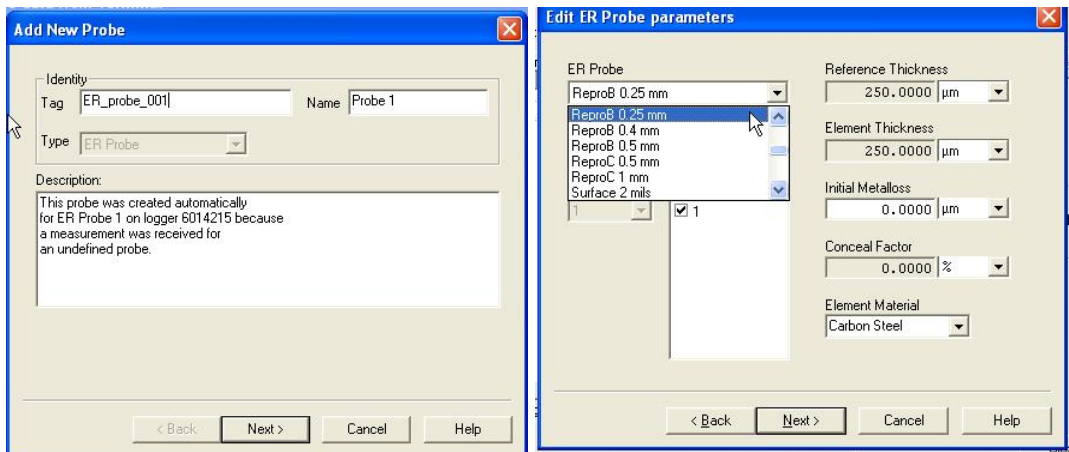 Add New Probe
Identity
Tag ER_probe_001 Name Probe 1
Type ER Probe
Description:
This probe was created automatically
for ER Probe 1 on logger 6014215 because
a measurement was received for
an undefined probe.
< Back Next > Cancel Help
Edit ER Probe parameters
ER Probe
ReproB 0.25 mm
ReproB 0.25 mm
ReproB 0.4 mm
ReproB 0.5 mm
ReproC 0.5 mm
ReproC 1 mm
Surface 2 mils
1
1
Reference Thickness
250.0000 µm
Element Thickness
250.0000 µm
Initial Metalloss
0.0000 µm
Conceal Factor
0.0000 %
Element Material
Carbon Steel
< Back Next > Cancel Help